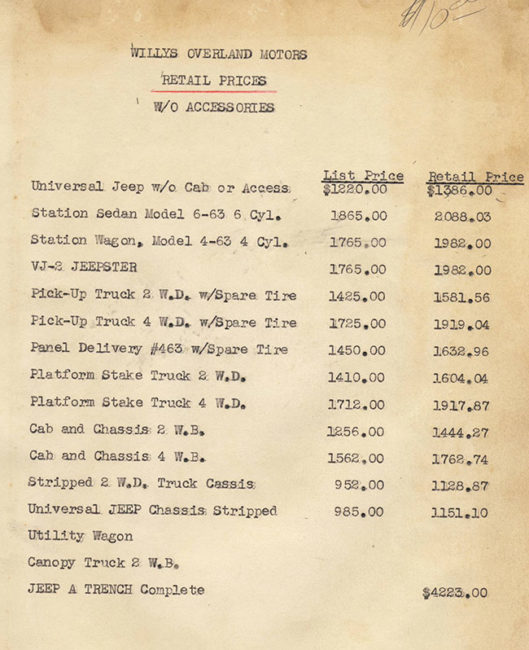 $10.00
WILLYS OVERLAND MOTORS
RETAIL PRICES
W/O ACCESSORIES
List Price Retail Price
Universal Jeep w/o Cab or Access. $1220.00 $1386.00
Station Sedan Model 6-63 6 Cyl. 1865.00 2088.03
Station Wagon, Model 4-63 4 Cyl. 1765.00 1982.00
VJ-2 JEEPSTER 1765.00 1982.00
Pick-Up Truck 2 W.D. w/Spare Tire 1425.00 1581.56
Pick-Up Truck 4 W.D. w/Spare Tire 1725.00 1919.04
Panel Delivery #463 w/Spare Tire 1450.00 1632.96
Platform Stake Truck 2 W.D. 1410.00 1604.04
Platform Stake Truck 4 W.D. 1712.00 1917.87
Cab and Chassis 2 W.B. 1256.00 1444.27
Cab and Chassis 4 W.B. 1562.00 1762.74
Stripped 2 W.D. Truck Cassis 952.00 1128.87
Universal JEEP Chassis Stripped 985.00 1151.10
Utility Wagon
Canopy Truck 2 W.B.
JEEP A TRENCH Complete $4223.00